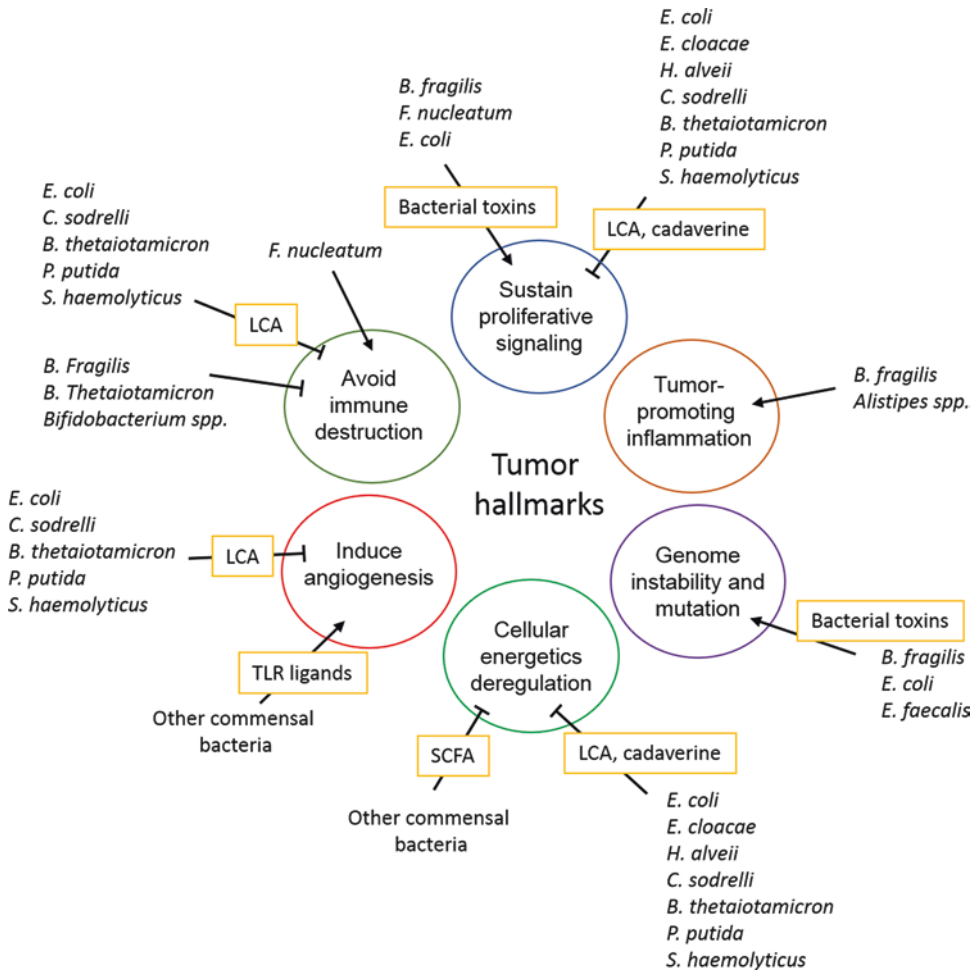 E. coli
E. cloacae
H. alveii
C. sodrelli
B. thetaiotamicron
P. putida
S. haemolyticus
LCA, cadaverine
B. fragilis
F. nucleatum
E. coli
Bacterial toxins
Sustain
proliferative
signaling
E. coli
C. sodrelli
B. thetaiotamicron
P. putida
S. haemolyticus
LCA
F. nucleatum
B. Fragilis
B. Thetaiotamicron
Bifidobacterium spp.
Avoid
immune
destruction
Tumor-
promoting
inflammation
B. fragilis
Alistipes spp.
Tumor
hallmarks
E. coli
C. sodrelli
B. thetaiotamicron
P. putida
S. haemolyticus
LCA
Induce
angiogenesis
TLR ligands
Other commensal
bacteria
Genome
instability and
mutation
Bacterial toxins
B. fragilis
E. coli
E. faecalis
Cellular
energetics
deregulation
SCFA
Other commensal
bacteria
LCA, cadaverine
E. coli
E. cloacae
H. alveii
C. sodrelli
B. thetaiotamicron
P. putida
S. haemolyticus